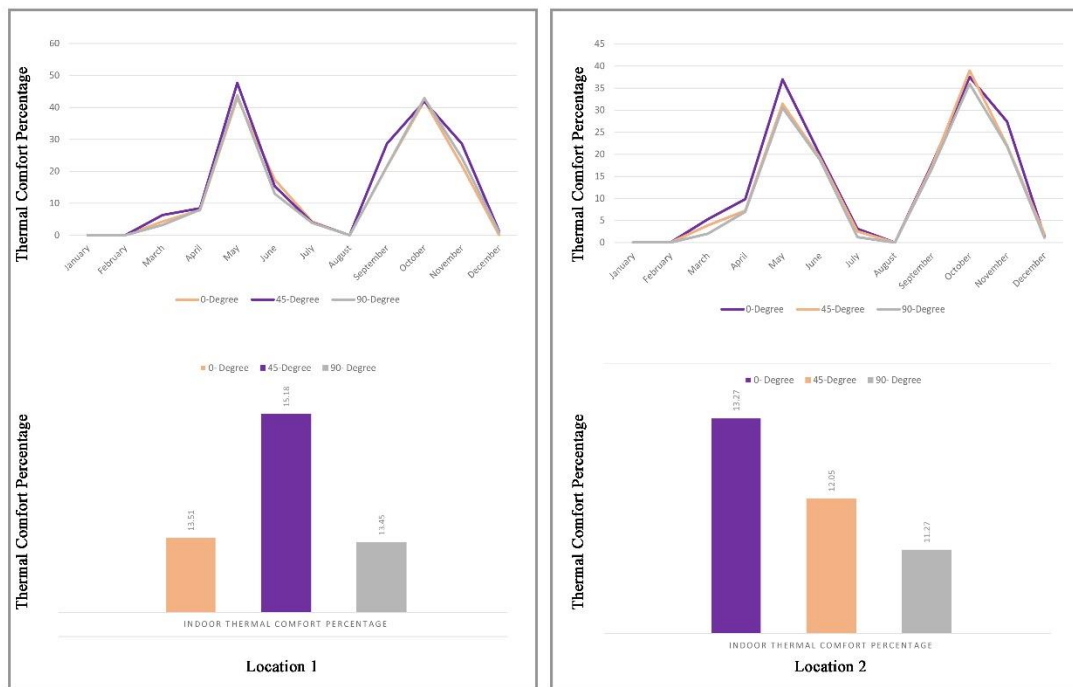 Thermal Comfort Percentage
60
50
40
30
20
10
0
January
February
March
April
May
June
July
August
September
October
November
December
0-Degree 45-Degree 90-Degree
Thermal Comfort Percentage
0- Degree 45- Degree 90- Degree
13.51
15.18
13.45
INDOOR THERMAL COMFORT PERCENTAGE
Location 1
Thermal Comfort Percentage
45
40
35
30
25
20
15
10
5
0
January
February
March
April
May
June
July
August
September
October
November
December
0-Degree 45-Degree 90-Degree
Thermal Comfort Percentage
0- Degree 45-Degree 90- Degree
13.27
12.05
11.27
INDOOR THERMAL COMFORT PERCENTAGE
Location 2